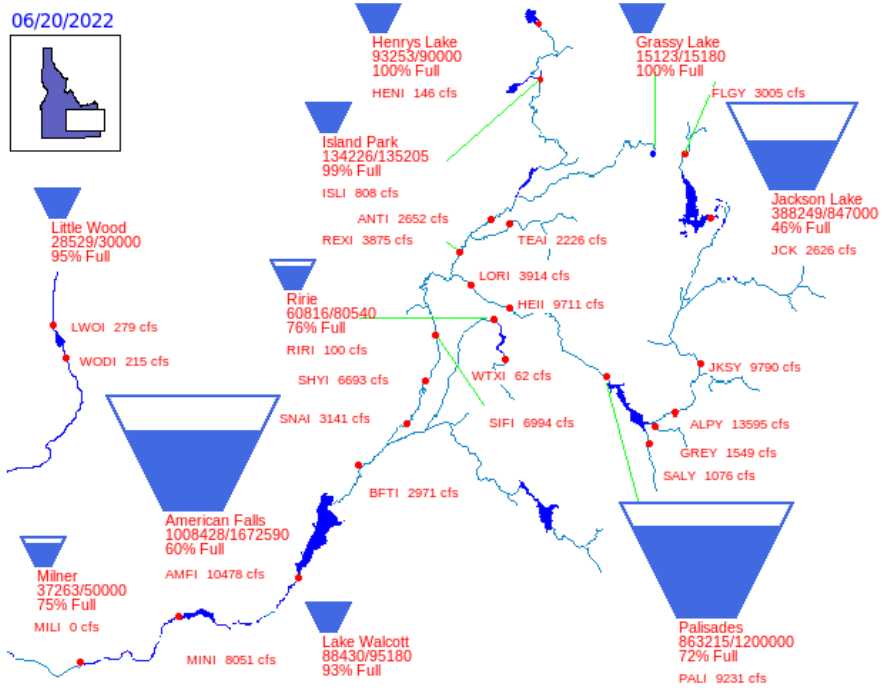 06/20/2022
Henrys Lake
93253/90000
100% Full
HENI 146 cfs
Grassy Lake
15123/15180
100% Full
FLGY 3005 cfs
Island Park
134226/135205
99% Full
ISLI 808 cfs
Jackson Lake
388249/847000
46% Full
JCK 2626 cfs
Little Wood
28529/30000
95% Full
ANTI 2652 cfs
REXI 3875 cfs
TEAI 2226 cfs
LORI 3914 cfs
HEII 9711 cfs
Ririe
60816/80540
76% Full
RIRI 100 cfs
LWOI 279 cfs
WODI 215 cfs
SHYI 6693 cfs
WTXI 62 cfs
JKSY 9790 cfs
SNAI 3141 cfs
SIFI 6994 cfs
ALPY 13595 cfs
GREY 1549 cfs
SALY 1076 cfs
BFTI 2971 cfs
American Falls
1008428/1672590
60% Full
AMFI 10478 cfs
Milner
37263/50000
75% Full
MILI 0 cfs
MINI 8051 cfs
Lake Walcott
88430/95180
93% Full
Palisades
863215/1200000
72% Full
PALI 9231 cfs